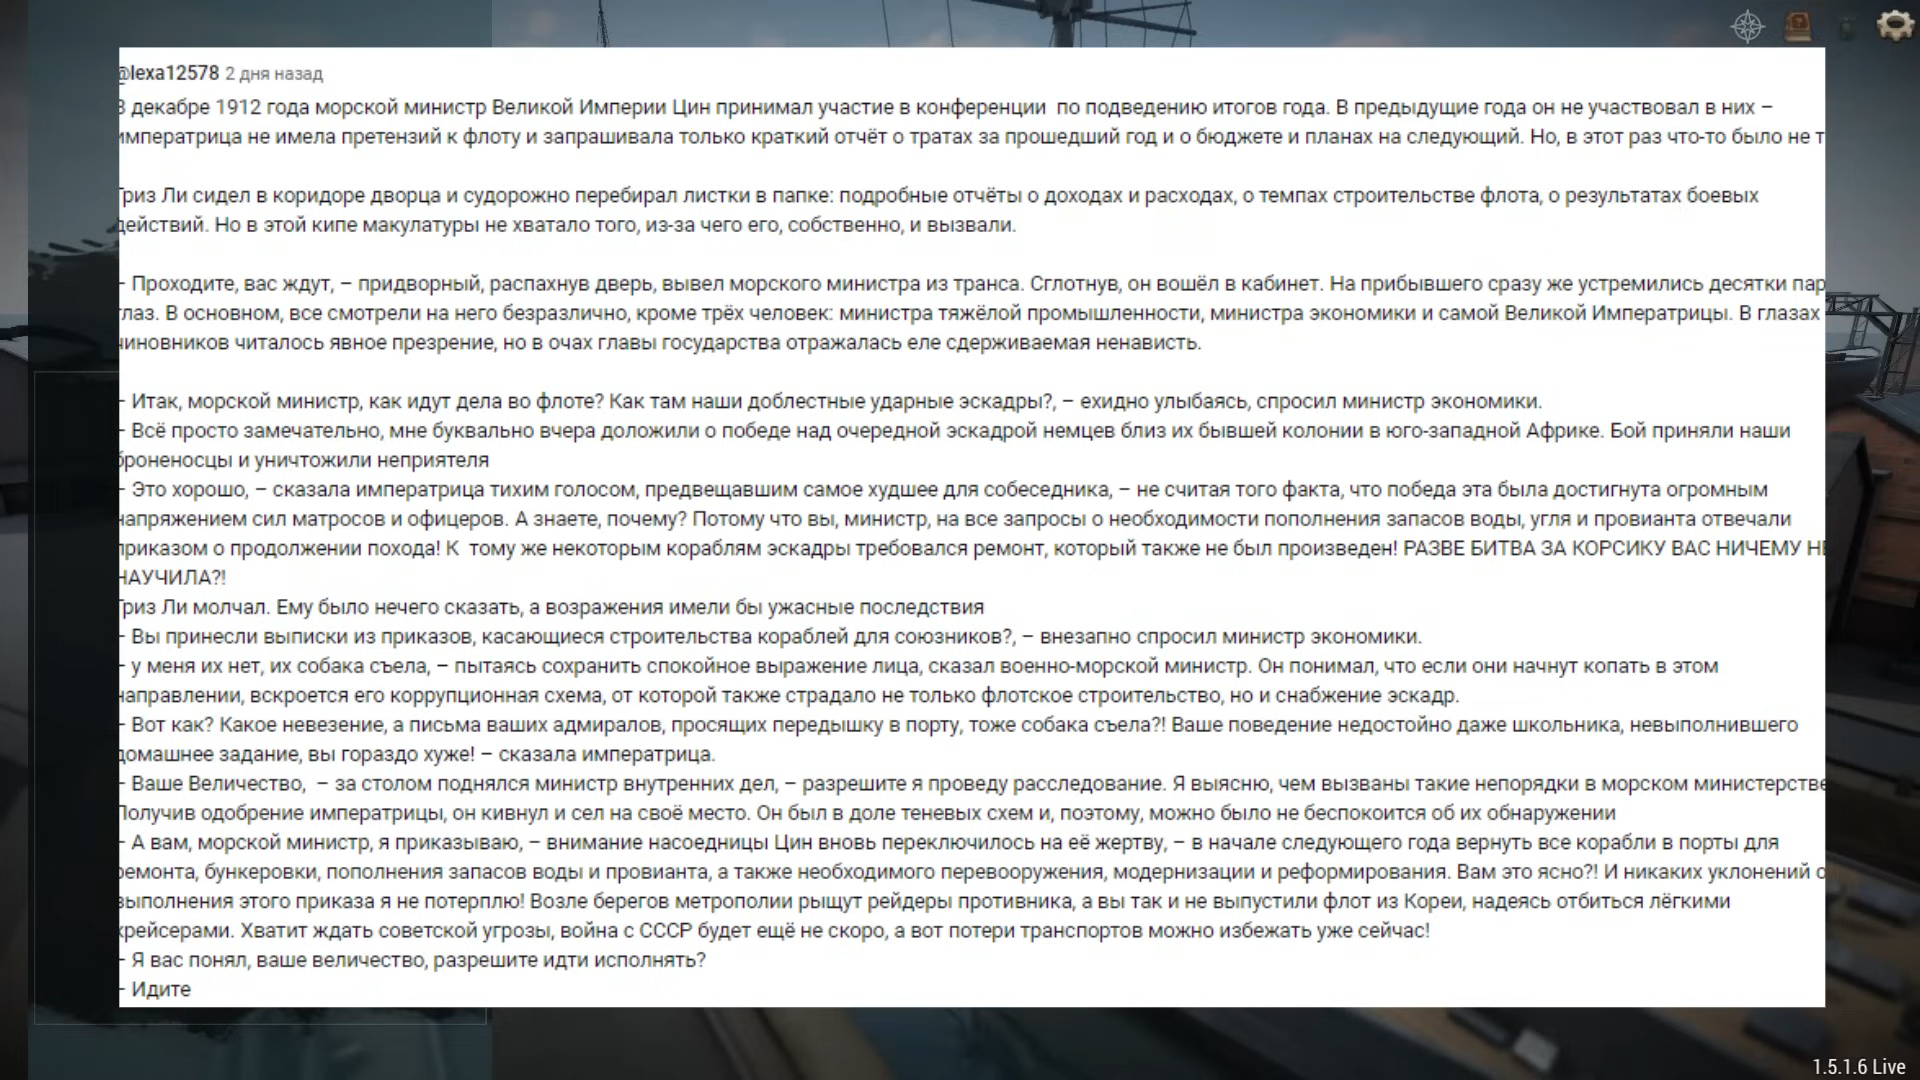 @lexa12578 2 дня назад
В декабре 1912 года морской министр Великой Империи Цин принимал участие в конференции по подведению итогов года. В предыдущие года он не участвовал в них –
императрица не имела претензий к флоту и запрашивала только краткий отчёт о тратах за прошедший год и о бюджете и планах на следующий. Но, в этот раз что-то было не т
Гриз Ли сидел в коридоре дворца и судорожно перебирал листки в папке: подробные отчёты о доходах и расходах, о темпах строительстве флота, о результатах боевых
действий. Но в этой кипе макулатуры не хватало того, из-за чего его, собственно, и вызвали.
– Проходите, вас ждут, – придворный, распахнув дверь, вывел морского министра из транса. Сглотнув, он вошёл в кабинет. На прибывшего сразу же устремились десятки пар
глаз. В основном, все смотрели на него безразлично, кроме трёх человек: министра тяжёлой промышленности, министра экономики и самой Великой Императрицы. В глазах
чиновников читалось явное презрение, но в очах главы государства отражалась еле сдерживаемая ненависть.
– Итак, морской министр, как идут дела во флоте? Как там наши доблестные ударные эскадры?, – ехидно улыбаясь, спросил министр экономики.
– Всё просто замечательно, мне буквально вчера доложили о победе над очередной эскадрой немцев близ их бывшей колонии в юго-западной Африке. Бой приняли наши
броненосцы и уничтожили неприятеля
– Это хорошо, – сказала императрица тихим голосом, предвещавшим самое худшее для собеседника, – не считая того факта, что победа эта была достигнута огромным
напряжением сил матросов и офицеров. А знаете, почему? Потому что вы, министр, на все запросы о необходимости пополнения запасов воды, угля и провианта отвечали
приказом о продолжении похода! К тому же некоторым кораблям эскадры требовался ремонт, который также не был произведен! РАЗВЕ БИТВА ЗА КОРСИКУ ВАС НИЧЕМУ НЕ
НАУЧИЛА?!
Гриз Ли молчал. Ему было нечего сказать, а возражения имели бы ужасные последствия
– Вы принесли выписки из приказов, касающиеся строительства кораблей для союзников?, – внезапно спросил министр экономики.
– у меня их нет, их собака съела, – пытаясь сохранить спокойное выражение лица, сказал военно-морской министр. Он понимал, что если они начнут копать в этом
направлении, вскроется его коррупционная схема, от которой также страдало не только флотское строительство, но и снабжение эскадр.
– Вот как? Какое невезение, а письма ваших адмиралов, просящих передышку в порту, тоже собака съела?! Ваше поведение недостойно даже школьника, невыполнившего
домашнее задание, вы гораздо хуже! – сказала императрица.
– Ваше Величество, – за столом поднялся министр внутренних дел, – разрешите я проведу расследование. Я выясню, чем вызваны такие непорядки в морском министерстве
Получив одобрение императрицы, он кивнул и сел на своё место. Он был в доле теневых схем и, поэтому, можно было не беспокоится об их обнаружении
– А вам, морской министр, я приказываю, – внимание насоедницы Цин вновь переключилось на её жертву, – в начале следующего года вернуть все корабли в порты для
ремонта, бункеровки, пополнения запасов воды и провианта, а также необходимого перевооружения, модернизации и реформирования. Вам это ясно?! И никаких уклонений о
выполнения этого приказа я не потерплю! Возле берегов метрополии рыщут рейдеры противника, а вы так и не выпустили флот из Кореи, надеясь отбиться лёгкими
крейсерами. Хватит ждать советской угрозы, война с СССР будет ещё не скоро, а вот потери транспортов можно избежать уже сейчас!
– Я вас понял, ваше величество, разрешите идти исполнять?
– Идите
1.5.1.6 Live